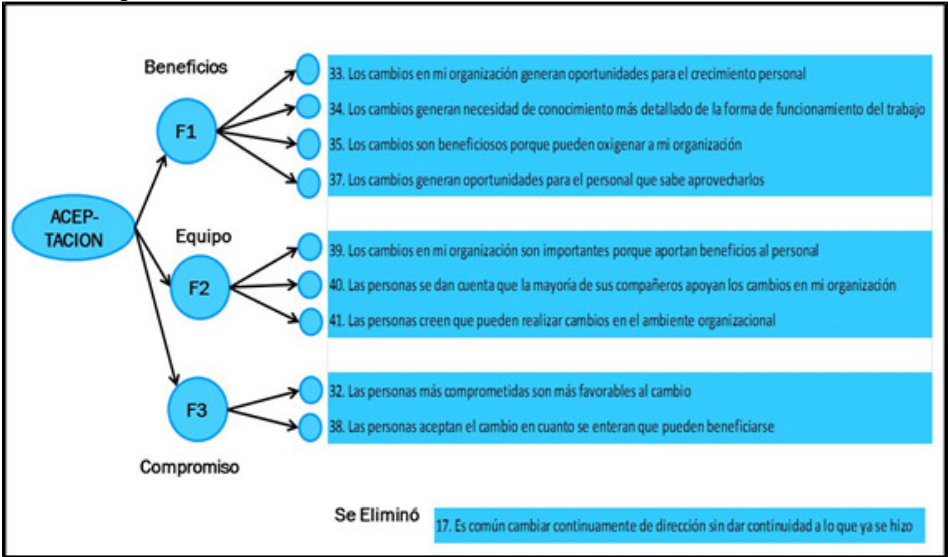 Beneficios
33. Los cambios en mi organización generan oportunidades para el crecimiento personal
34. Los cambios generan necesidad de conocimiento más detallado de la forma de funcionamiento del trabajo
F1
35. Los cambios son beneficiosos porque pueden oxigenar a mi organización
37. Los cambios generan oportunidades para el personal que sabe aprovecharlos
ACEP-
TACION
Equipo
39. Los cambios en mi organización son importantes porque aportan beneficios al personal
F2
40. Las personas se dan cuenta que la mayoria de sus compañeros apoyan los cambios en mi organización
41. Las personas creen que pueden realizar cambios en el ambiente organizacional
32. Las personas más comprometidas son más favorables al cambio
F3
38. Las personas aceptan el cambio en cuanto se enteran que pueden beneficiarse
Compromiso
Se Eliminó
17. Es común cambiar continuamente de dirección sin dar continuidad a lo que ya se hizo